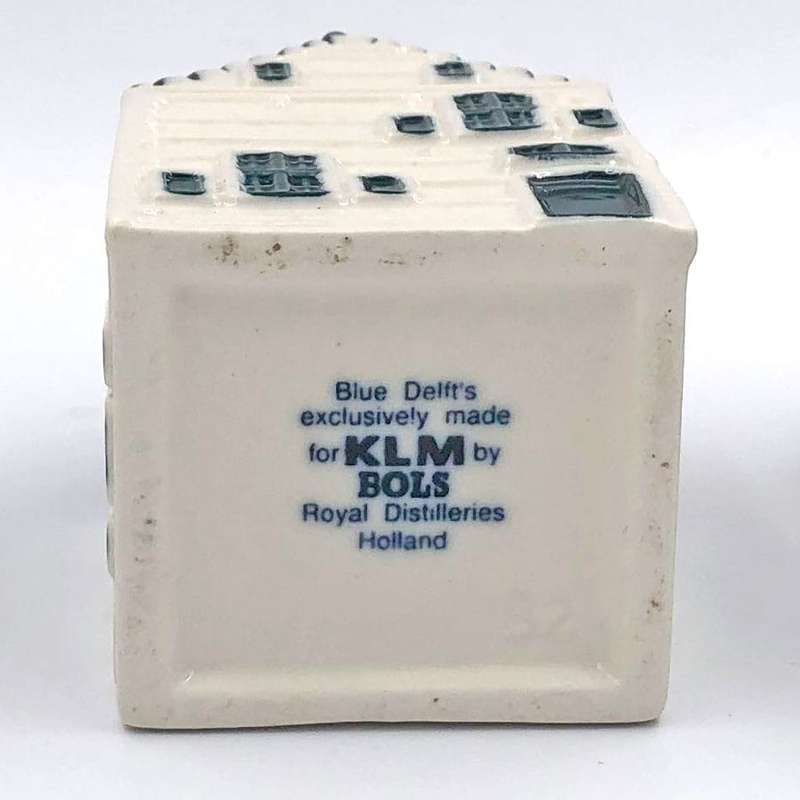 Blue Delft's
exclusively made
for KLM by
BOLS
Royal Distilleries
Holland